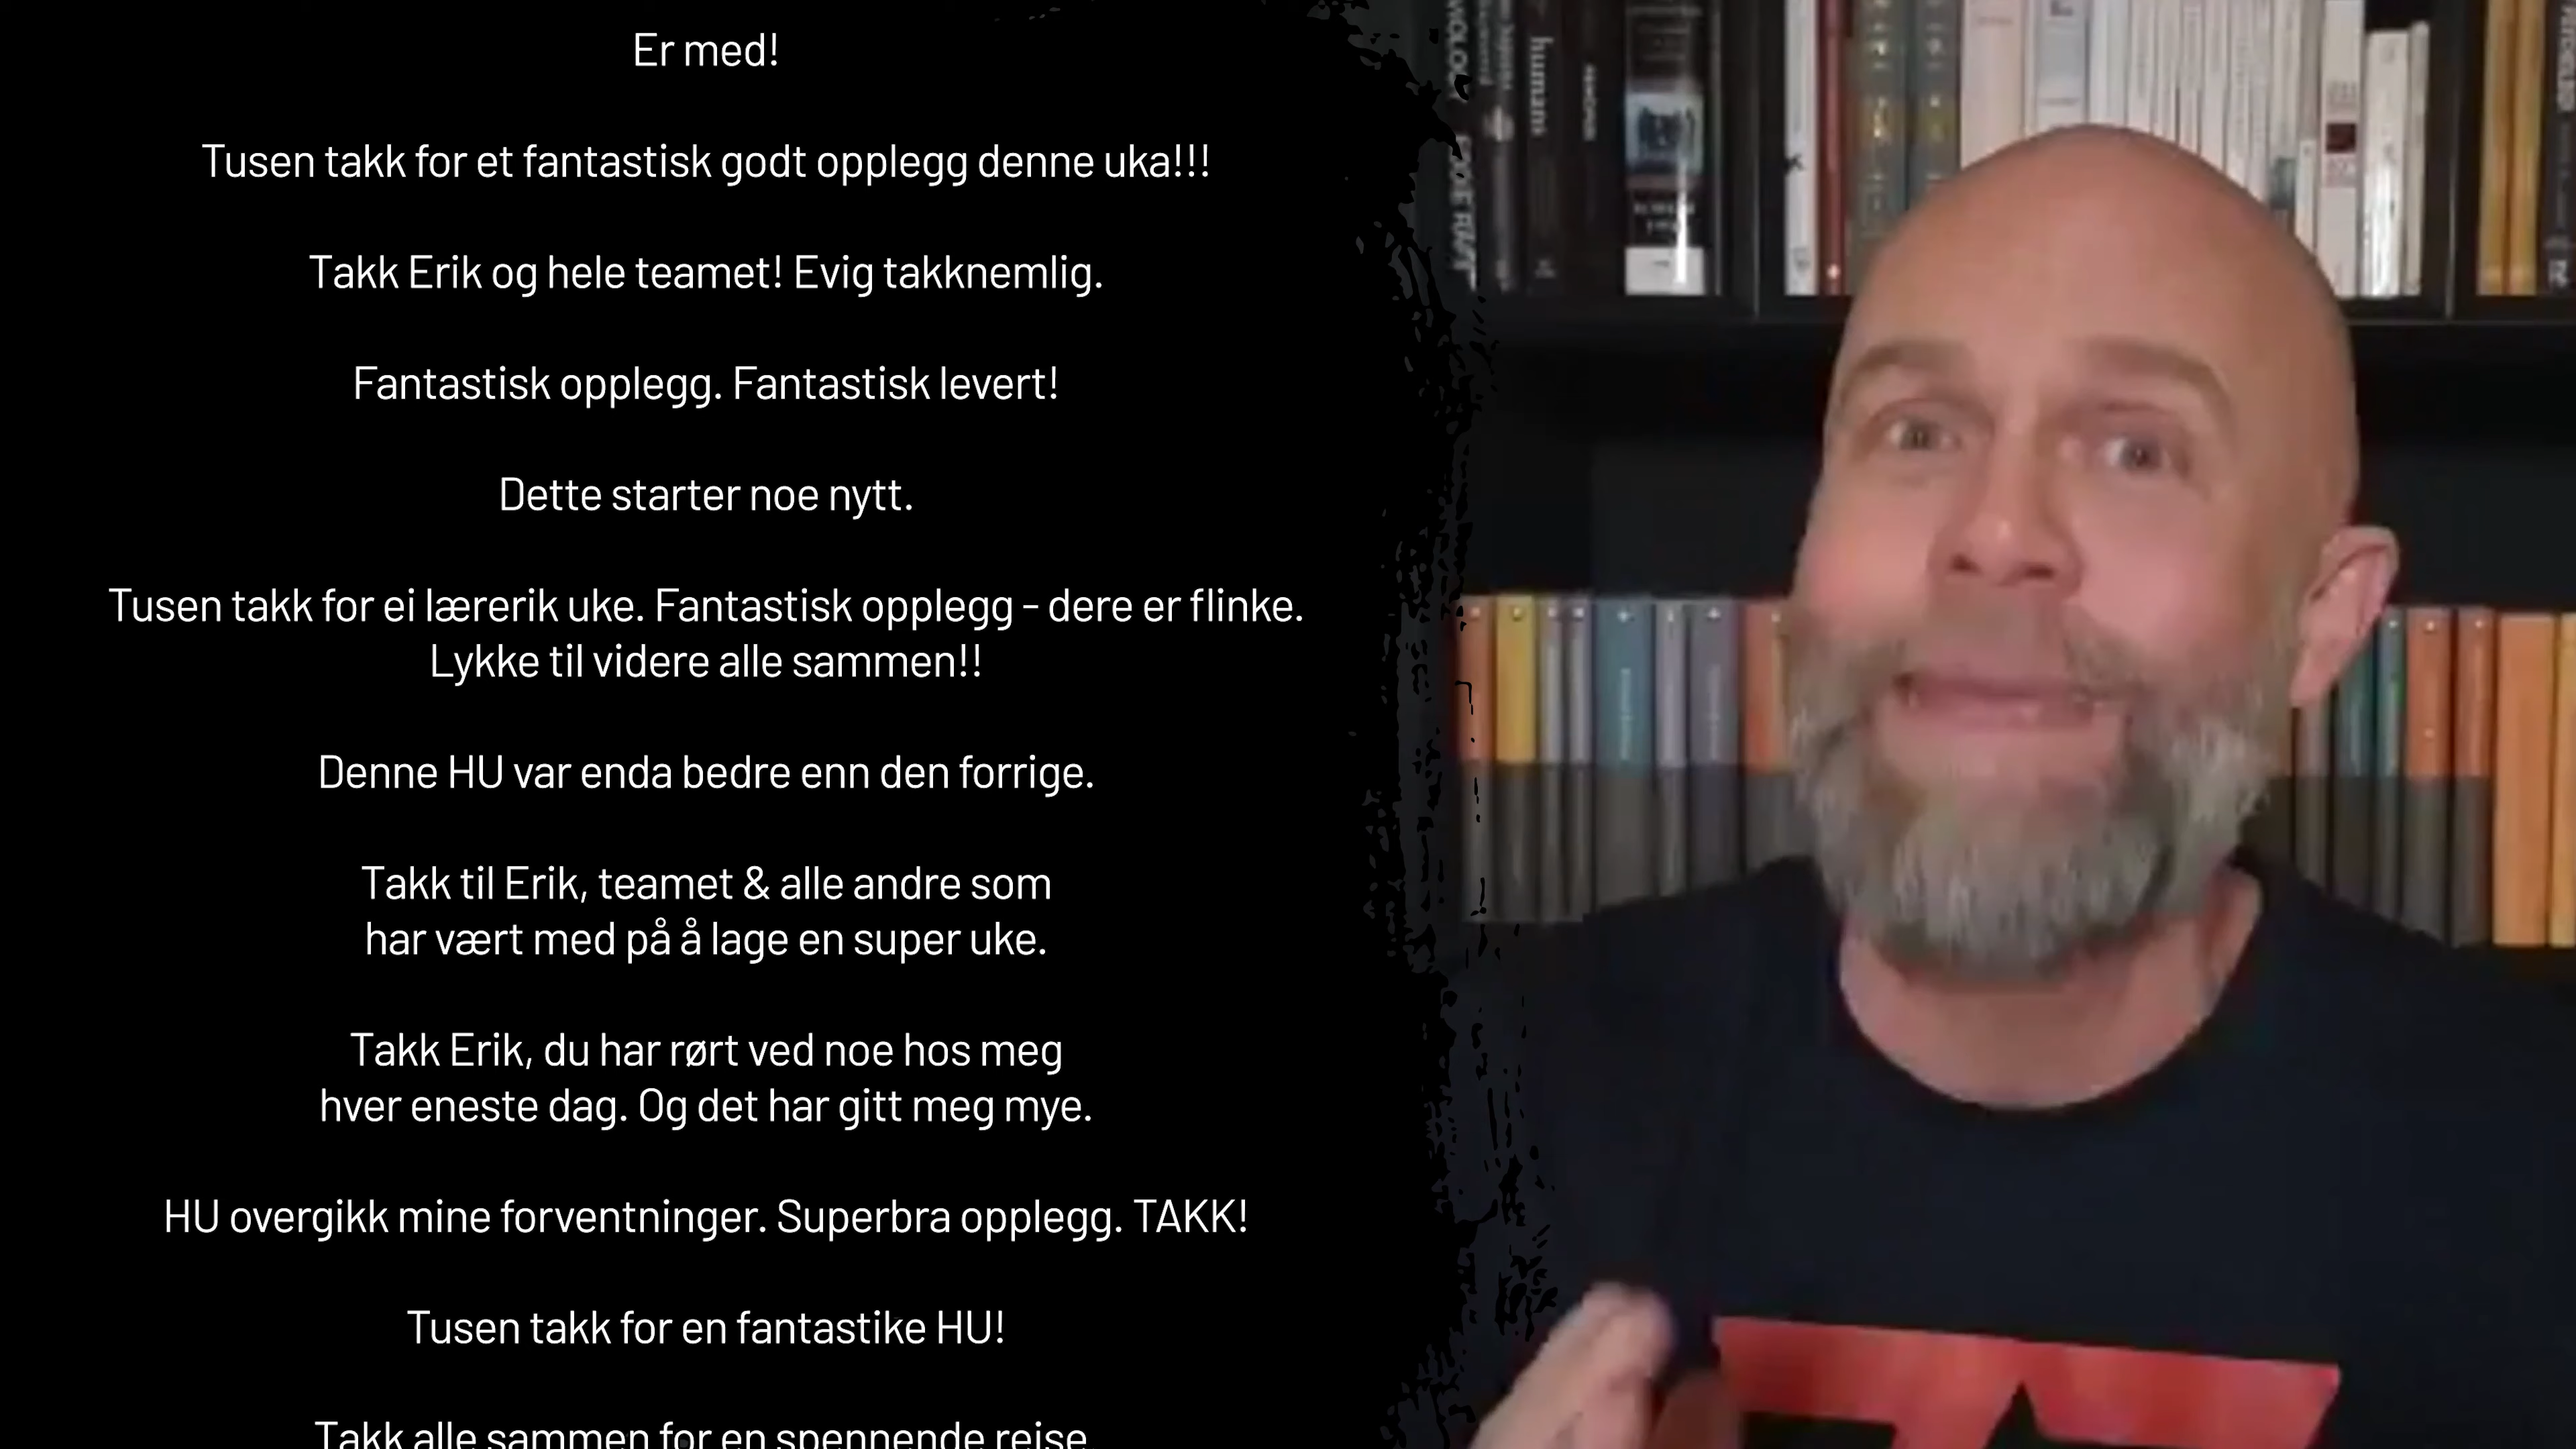 Er med!
Tusen takk for et fantastisk godt opplegg denne uka!!!
Takk Erik og hele teamet! Evig takknemlig.
Fantastisk opplegg. Fantastisk levert!
Dette starter noe nytt.
Tusen takk for ei lærerik uke. Fantastisk opplegg - dere er flinke.
Lykke til videre alle sammen!!
Denne HU var enda bedre enn den forrige.
Takk til Erik, teamet & alle andre som
har vært med på å lage en super uke.
Takk Erik, du har rørt ved noe hos meg
hver eneste dag. Og det har gitt meg mye.
HU overgikk mine forventninger. Superbra opplegg. TAKK!
Tusen takk for en fantastike HU!
Takk alle sammen for en spennende reise
humans